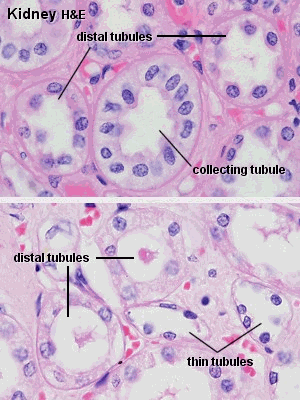 Kidney H&E
distal tubules
collecting tubule
distal tubules
thin tubules